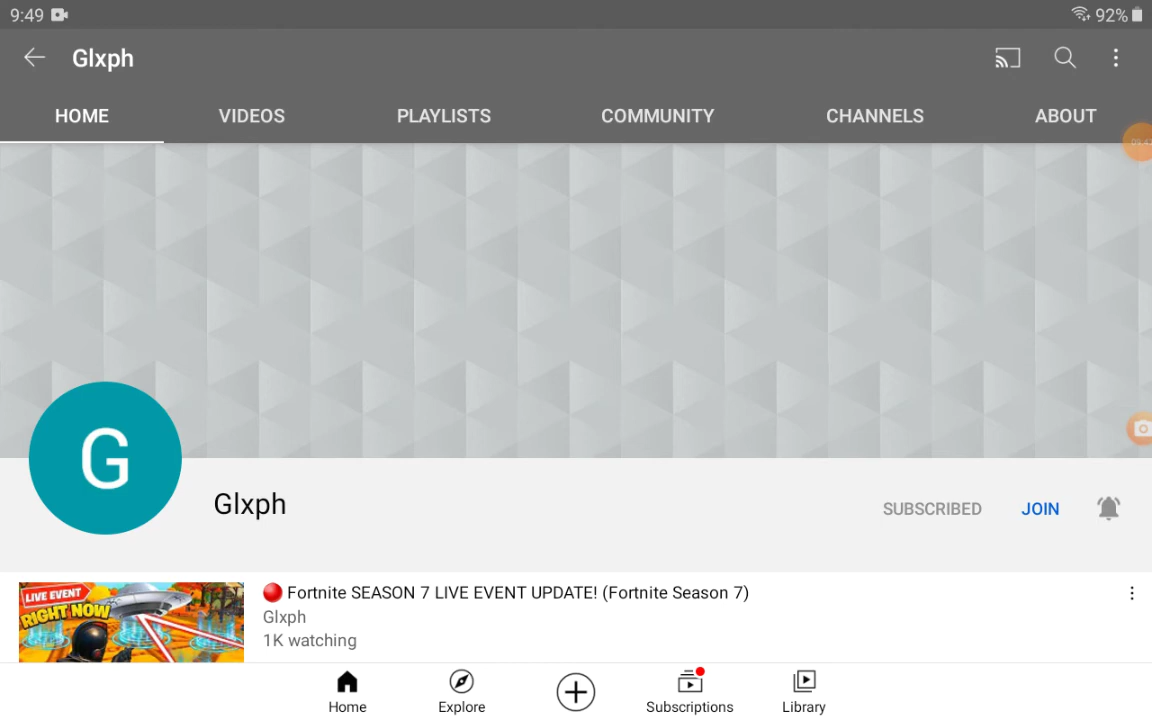 9:49 92%
Glxph
HOME VIDEOS PLAYLISTS COMMUNITY CHANNELS ABOUT
G
Glxph
SUBSCRIBED JOIN
LIVE EVENT
RIGHT NOW
🔴 Fortnite SEASON 7 LIVE EVENT UPDATE! (Fortnite Season 7)
Glxph
1K watching
Home Explore Subscriptions Library